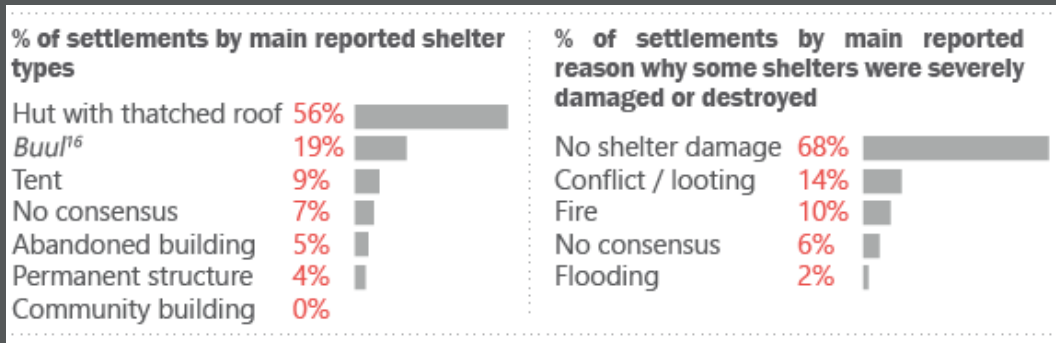 % of settlements by main reported shelter
types
Hut with thatched roof 56%
Buul16 19%
Tent 9%
No consensus 7%
Abandoned building 5%
Permanent structure 4%
Community building 0%
% of settlements by main reported
reason why some shelters were severely
damaged or destroyed
No shelter damage 68%
Conflict / looting 14%
Fire 10%
No consensus 6%
Flooding 2%